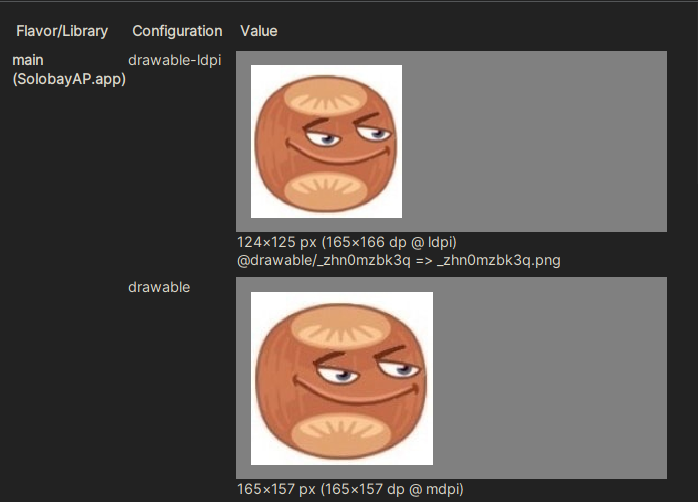 Flavor/Library Configuration Value
main drawable-ldpi
(SolobayAP.app)
124×125 px (165×166 dp @ ldpi)
@drawable/_zhn0mzbk3q => _zhn0mzbk3q.png
drawable
165×157 px (165×157 dp @ mdpi)